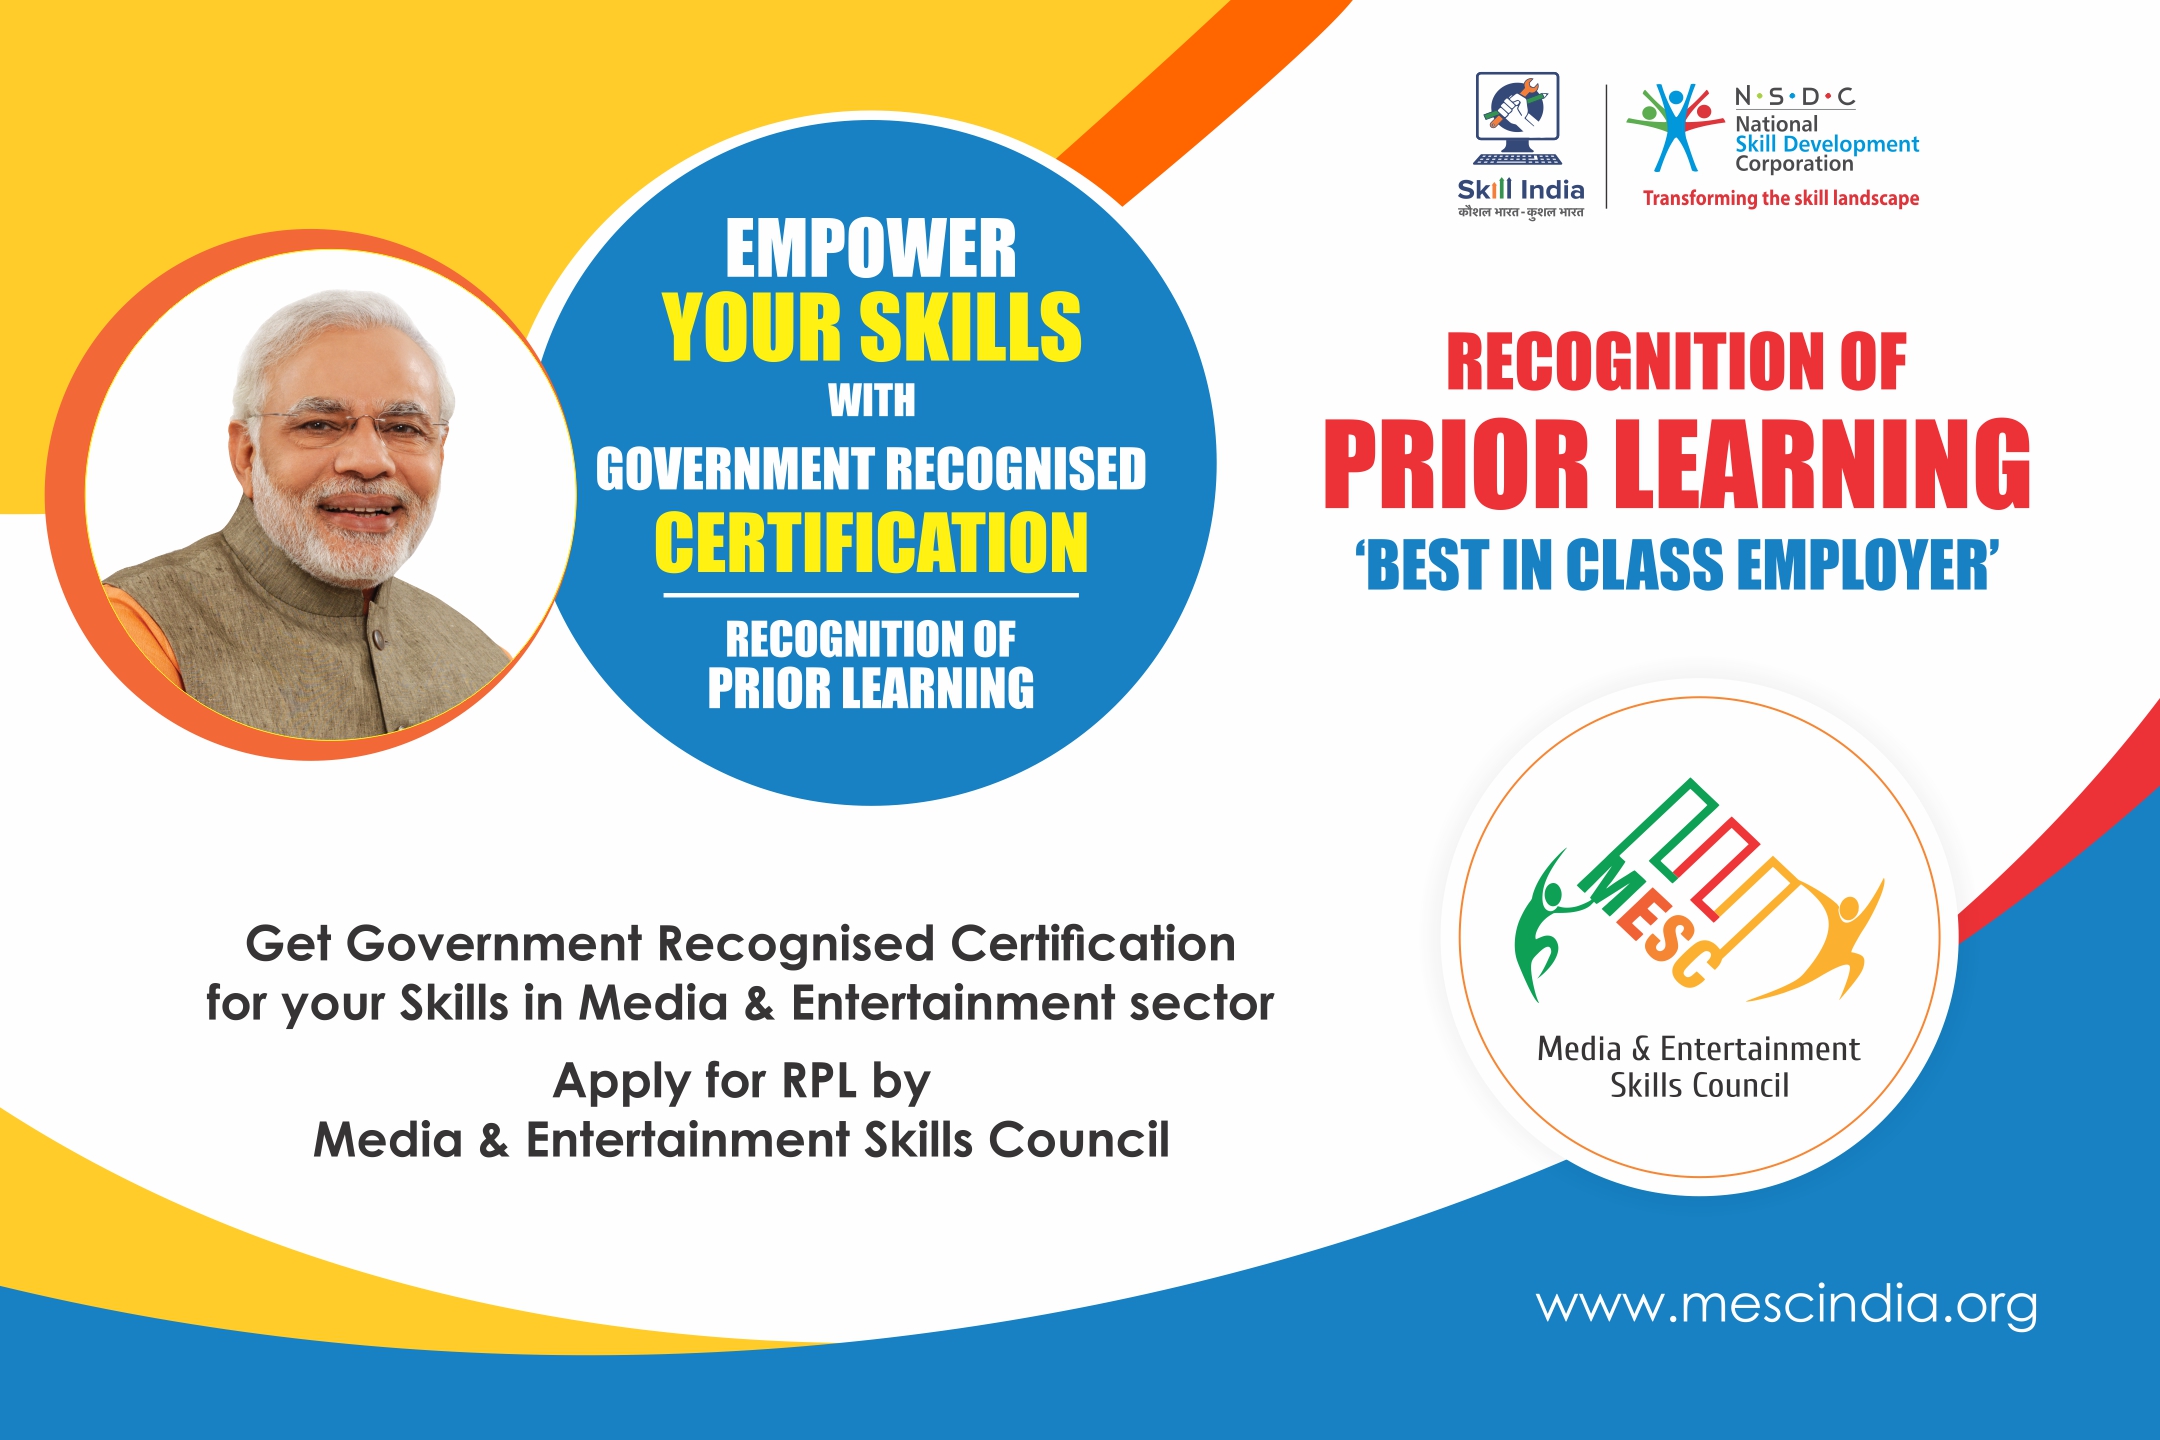 EMPOWER
YOUR SKILLS
WITH
GOVERNMENT RECOGNISED
CERTIFICATION
RECOGNITION OF
PRIOR LEARNING
Skill India
कौशल भारत - कुशल भारत
N·S·D·C
National
Skill Development
Corporation
Transforming the skill landscape
RECOGNITION OF
PRIOR LEARNING
‘BEST IN CLASS EMPLOYER’
Get Government Recognised Certification
for your Skills in Media & Entertainment sector
Apply for RPL by
Media & Entertainment Skills Council
MESC
Media & Entertainment
Skills Council
www.mescindia.org